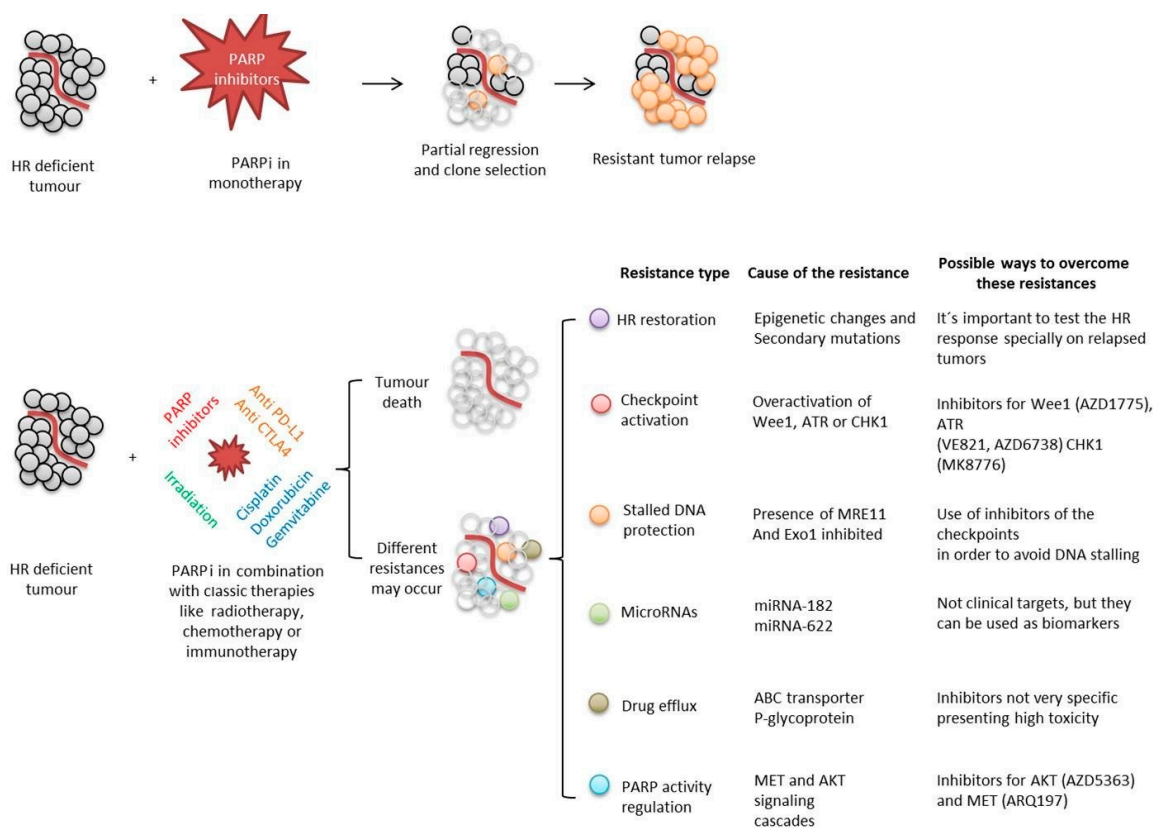 PARP
inhibitors
+
HR deficient
tumour
PARPi in
monotherapy
Partial regression
and clone selection
Resistant tumor relapse
Resistance type
Cause of the resistance
Possible ways to overcome
these resistances
HR restoration
Epigenetic changes and
Secondary mutations
It´s important to test the HR
response specially on relapsed
tumors
Checkpoint
activation
Overactivation of
Wee1, ATR or CHK1
Inhibitors for Wee1 (AZD1775),
ATR
(VE821, AZD6738) CHK1
(MK8776)
Stalled DNA
protection
Presence of MRE11
And Exo1 inhibited
Use of inhibitors of the
checkpoints
in order to avoid DNA stalling
MicroRNAs
miRNA-182
miRNA-622
Not clinical targets, but they
can be used as biomarkers
Drug efflux
ABC transporter
P-glycoprotein
Inhibitors not very specific
presenting high toxicity
PARP activity
regulation
MET and AKT
signaling
cascades
Inhibitors for AKT (AZD5363)
and MET (ARQ197)
HR deficient
tumour
+
PARP
inhibitors
Anti PD-L1
Anti CTLA4
Irradiation
Cisplatin
Doxorubicin
Gemvitabine
PARPi in combination
with classic therapies
like radiotherapy,
chemotherapy or
immunotherapy
Tumour
death
Different
resistances
may occur